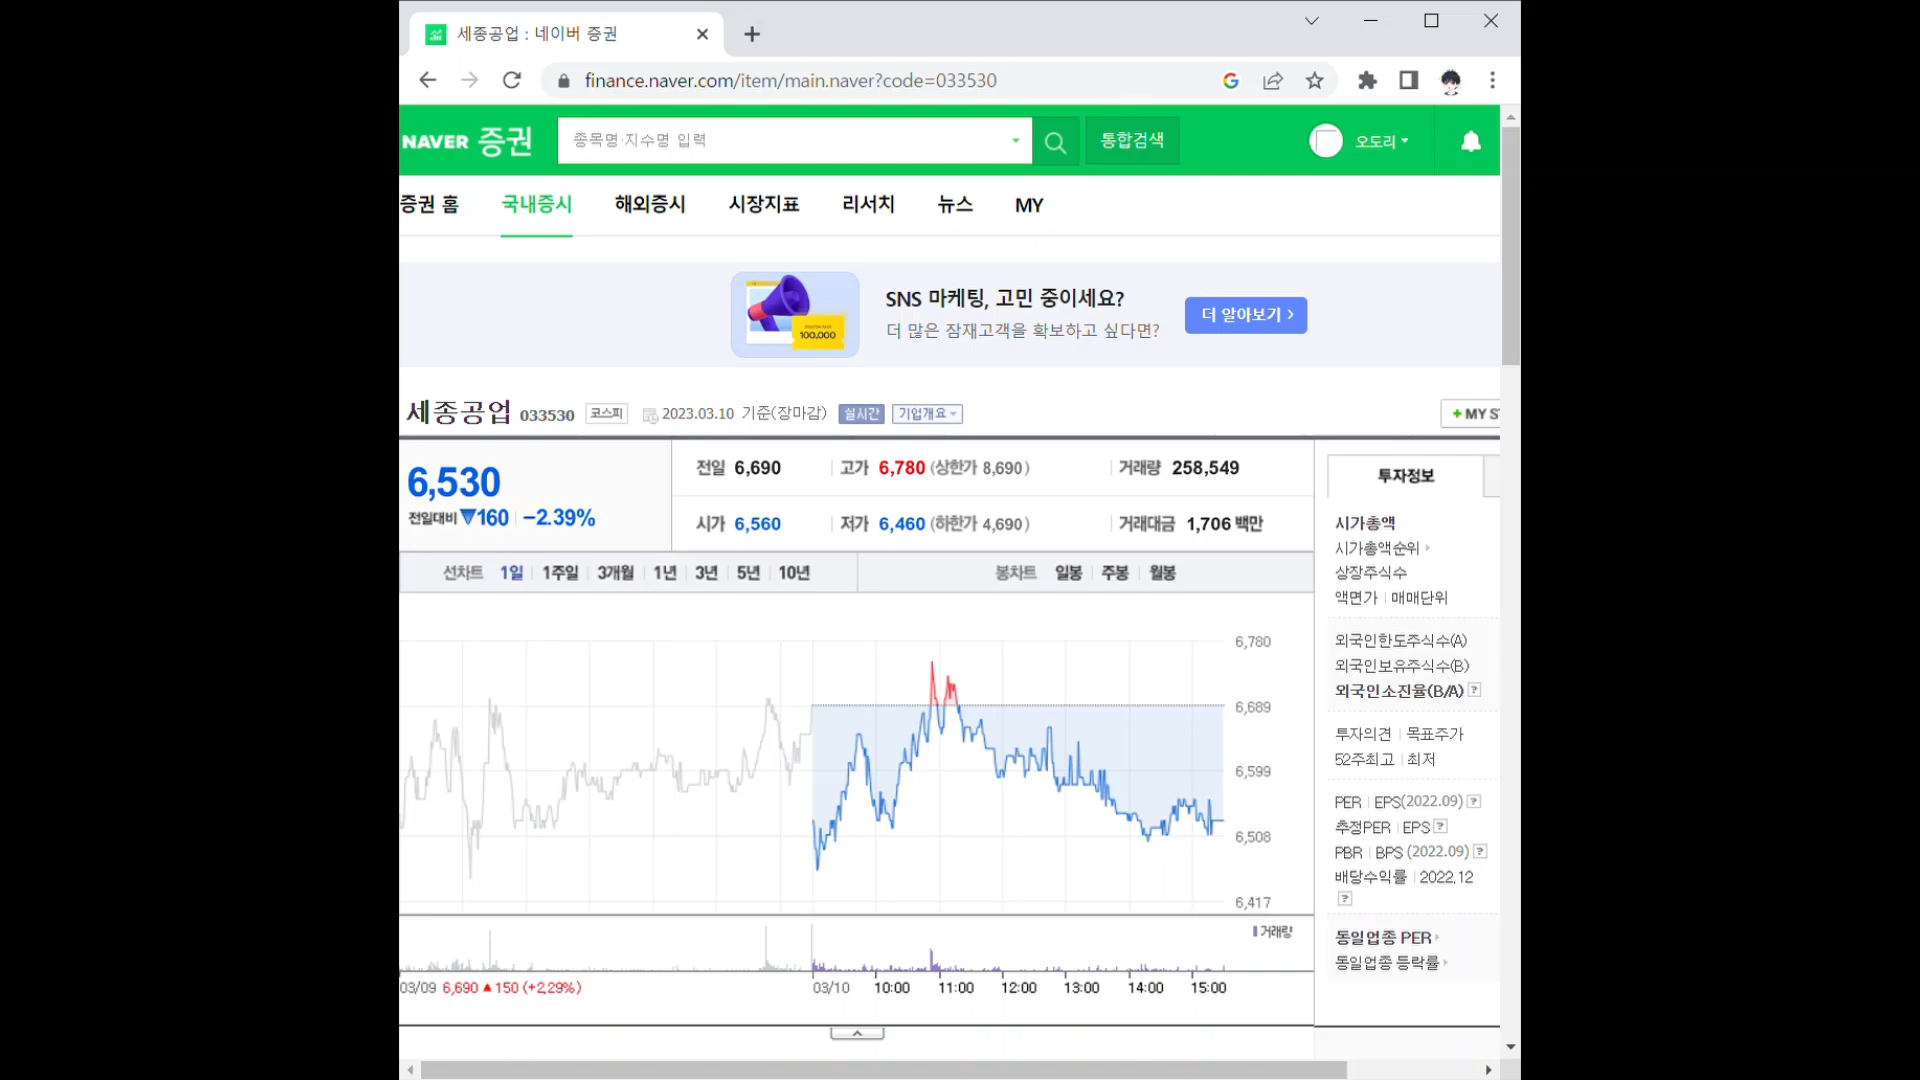 세종공업 : 네이버 증권
finance.naver.com/item/main.naver?code=033530
NAVER 증권 종목명·지수명 입력 통합검색 오도리
증권 홈 국내증시 해외증시 시장지표 리서치 뉴스 MY
100,000
SNS 마케팅, 고민 중이세요?
더 많은 잠재고객을 확보하고 싶다면?
더 알아보기
세종공업 033530 코스피 2023.03.10 기준(장마감) 실시간 기업개요
+ MY S
6,530
전일대비 ▼160 -2.39%
전일 6,690 고가 6,780 (상한가 8,690) 거래량 258,549
시가 6,560 저가 6,460 (하한가 4,690) 거래대금 1,706 백만
선차트 1일 1주일 3개월 1년 3년 5년 10년 봉차트 일봉 주봉 월봉
6,780
6,689
6,599
6,508
6,417
거래량
03/09 6,690 ▲150 (+2,29%)
03/10 10:00 11:00 12:00 13:00 14:00 15:00
투자정보
시가총액
시가총액순위
상장주식수
액면가 | 매매단위
외국인한도주식수(A)
외국인보유주식수(B)
외국인소진율(B/A) ?
투자의견 | 목표주가
52주최고 | 최저
PER | EPS(2022.09) ?
추정PER | EPS ?
PBR | BPS (2022.09) ?
배당수익률 | 2022.12
?
동일업종 PER
동일업종 등락률